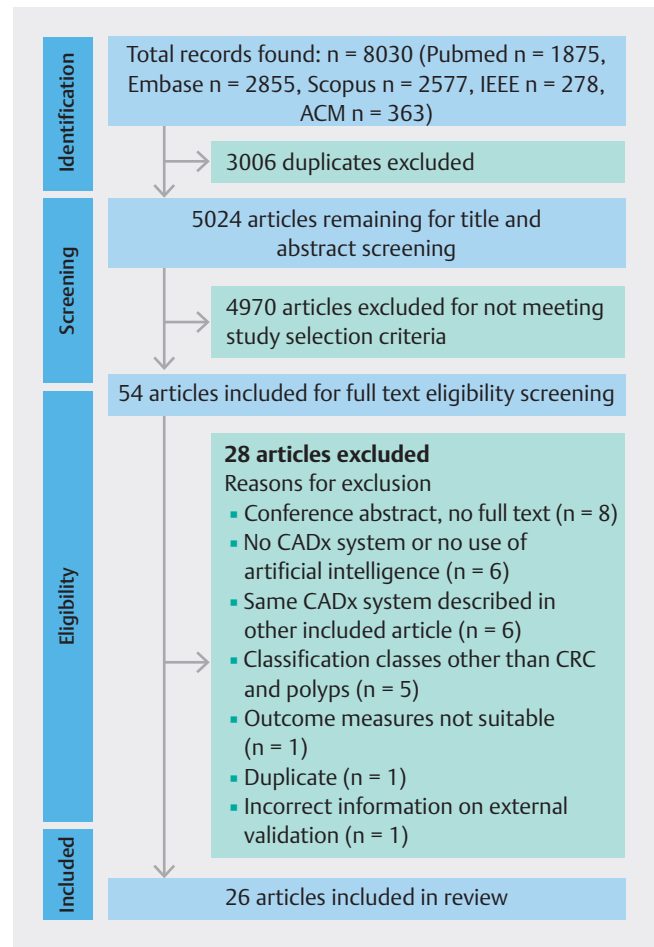 Identification
Total records found: n = 8030 (Pubmed n = 1875,
Embase n = 2855, Scopus n = 2577, IEEE n = 278,
ACM n = 363)
3006 duplicates excluded
Screening
5024 articles remaining for title and
abstract screening
4970 articles excluded for not meeting
study selection criteria
54 articles included for full text eligibility screening
Eligibility
28 articles excluded
Reasons for exclusion
▪ Conference abstract, no full text (n = 8)
▪ No CADx system or no use of
artificial intelligence (n = 6)
▪ Same CADx system described in
other included article (n = 6)
▪ Classification classes other than CRC
and polyps (n = 5)
▪ Outcome measures not suitable
(n = 1)
▪ Duplicate (n = 1)
▪ Incorrect information on external
validation (n = 1)
Included
26 articles included in review